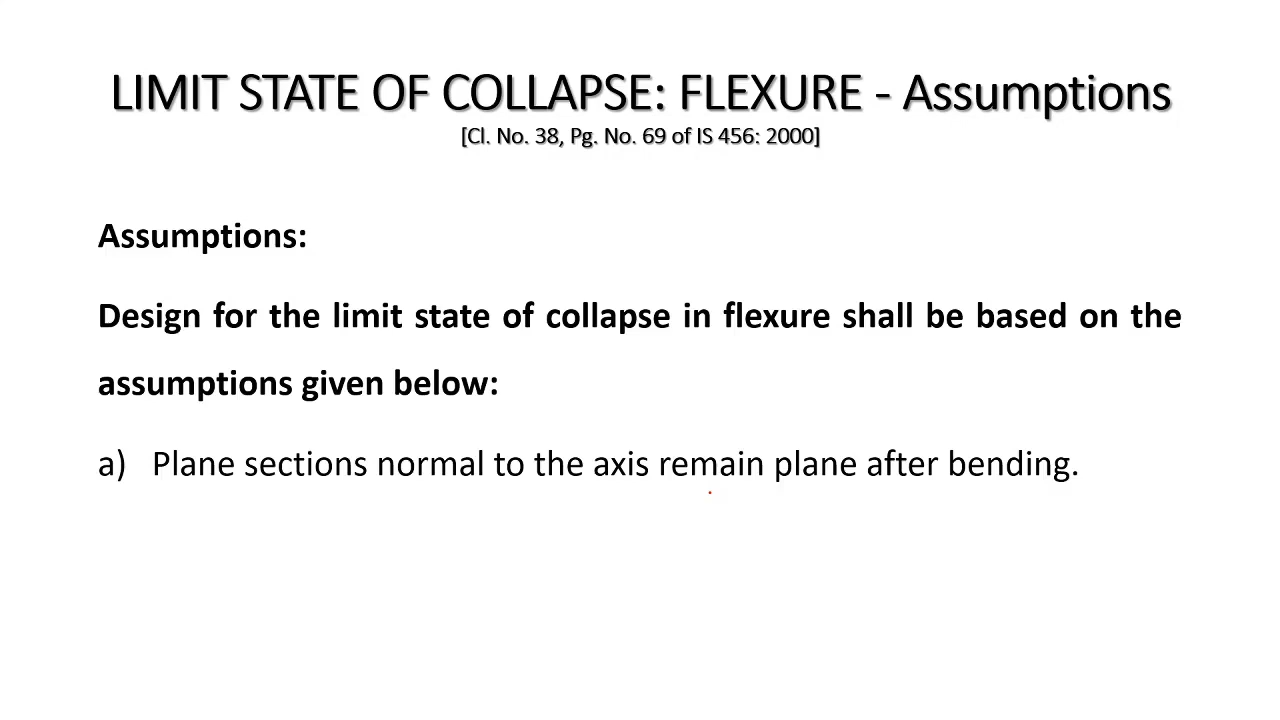 LIMIT STATE OF COLLAPSE: FLEXURE - Assumptions
[Cl. No. 38, Pg. No. 69 of IS 456: 2000]
Assumptions:
Design for the limit state of collapse in flexure shall be based on the
assumptions given below:
a) Plane sections normal to the axis remain plane after bending.